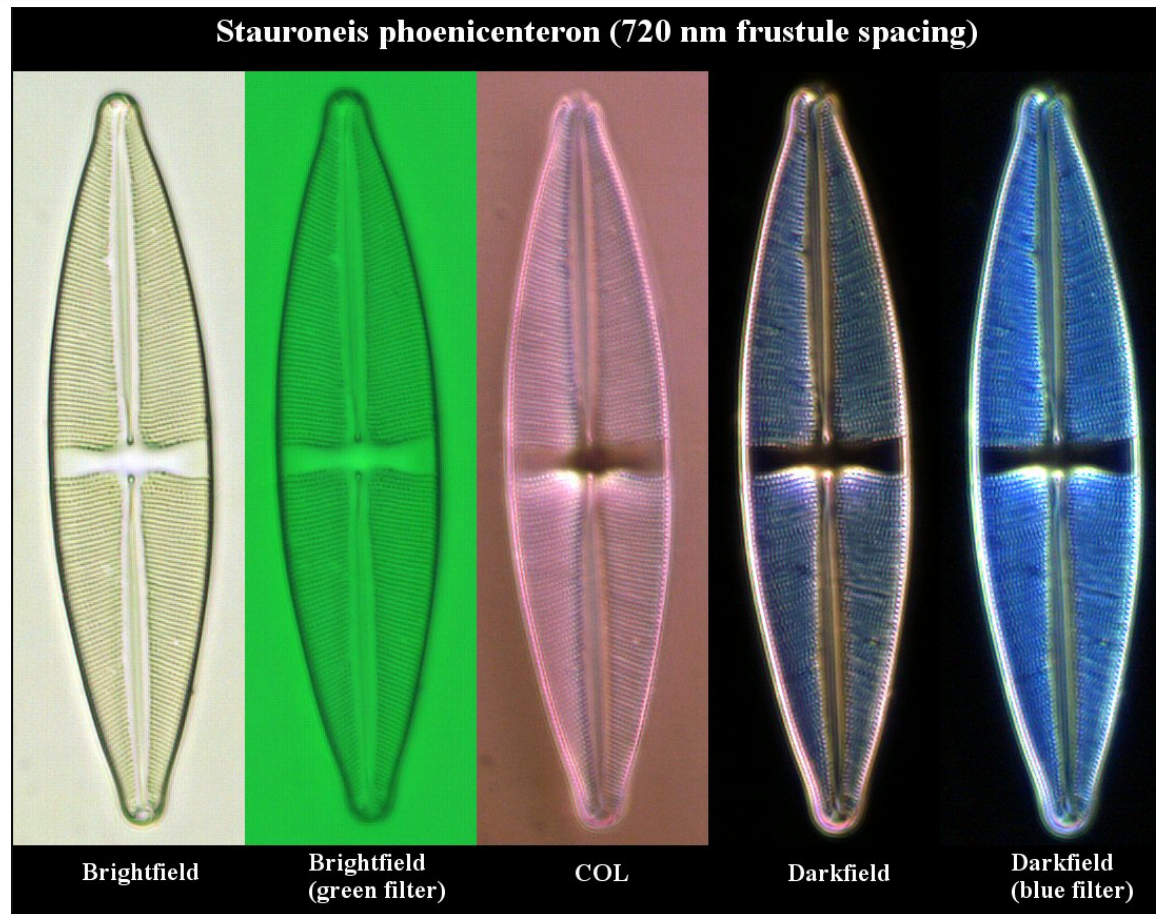 Stauroneis phoenicenteron (720 nm frustule spacing)
Brightfield
Brightfield
(green filter)
COL
Darkfield
Darkfield
(blue filter)